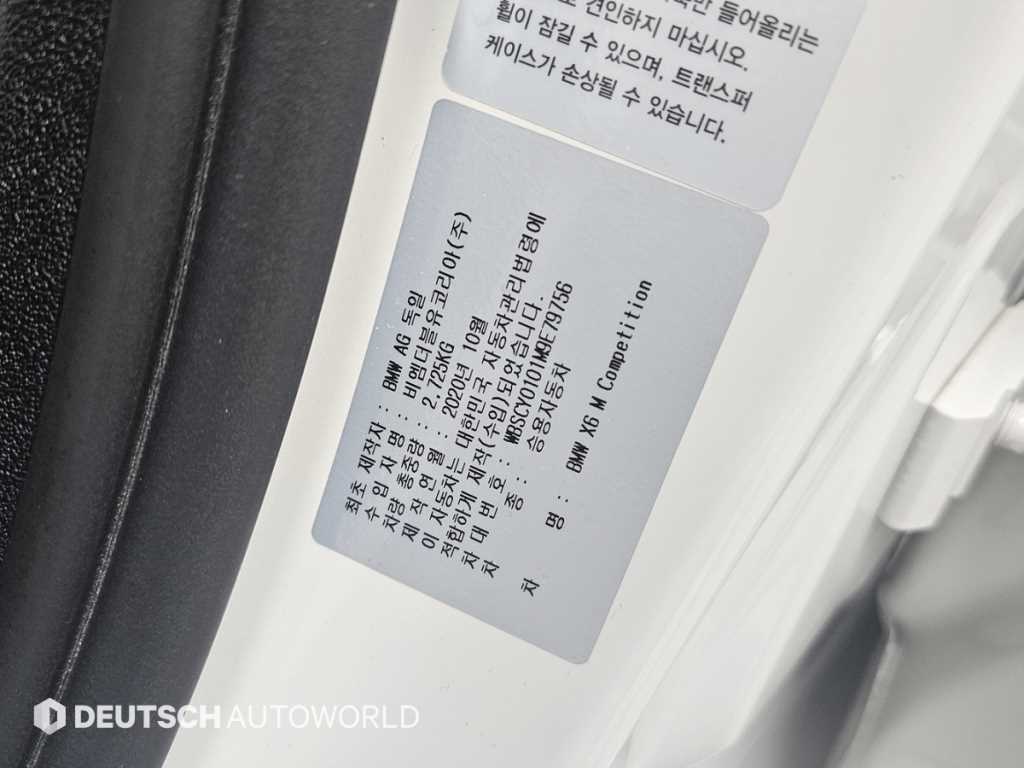 륵만 들어올리는
로 견인하지 마십시오.
휠이 잠길 수 있으며, 트랜스퍼
케이스가 손상될 수 있습니다.
최초 제작자 : BMW AG 독일
수 입 자 명 : 비엠더블유코리아(주)
차량 총중량 : 2,725KG
제 작 연 월 : 2020년 10월
이 자동차는 대한민국 자동차관리법령에
적합하게 제작(수입)되었습니다.
차 대 번 호 : WBSCY0101M9E79756
차 종 : 승용자동차
차 명 : BMW X6 M Competition
DEUTSCH AUTOWORLD